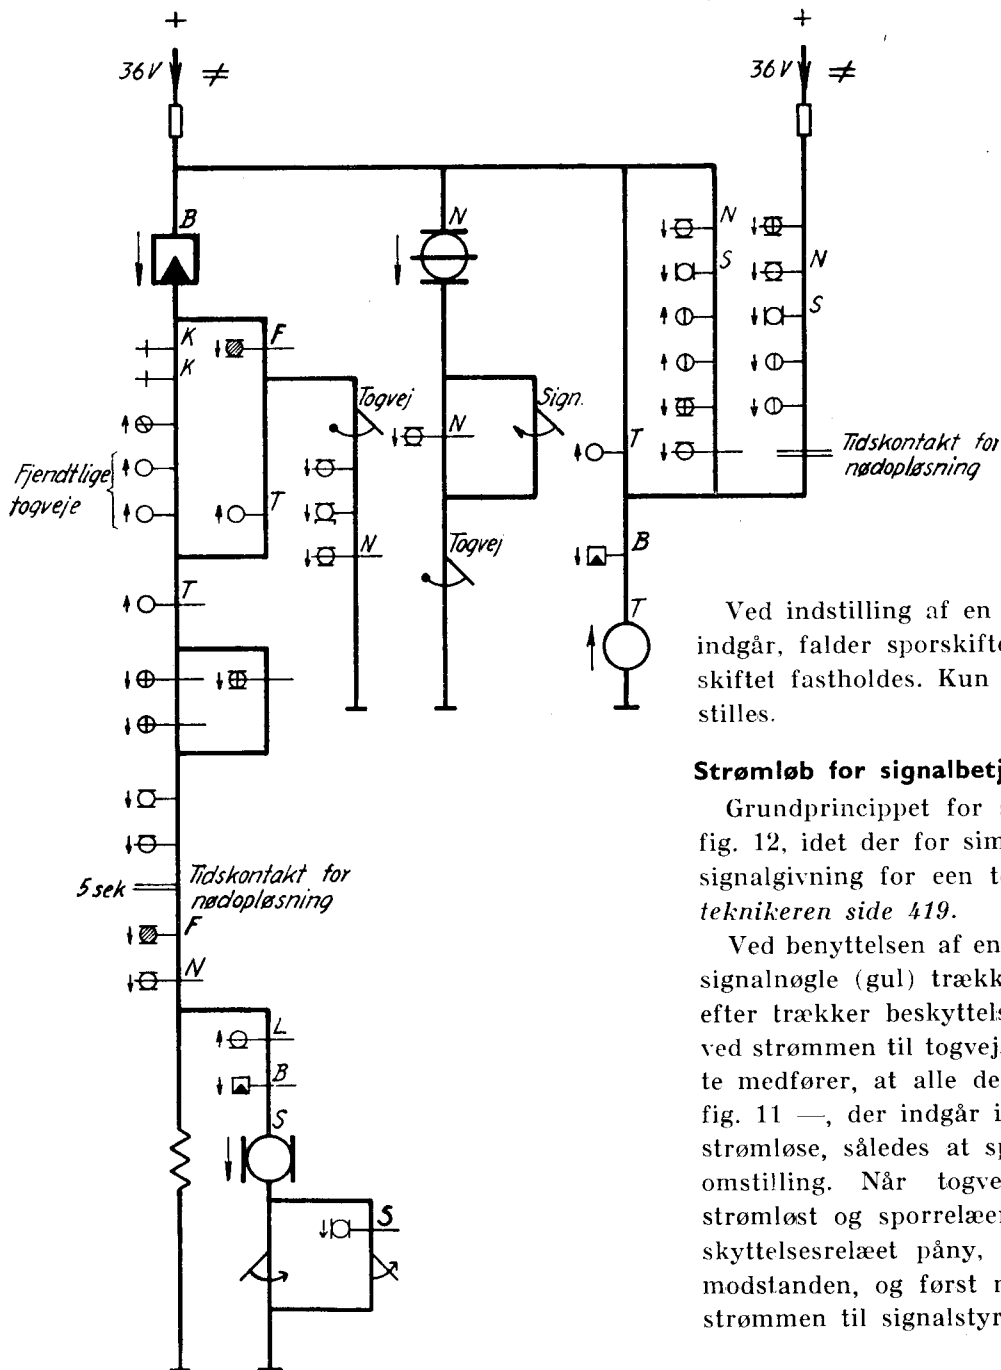 +
+
36V ≠
36V ≠
B
N
N
S
N
S
K
F
K
Togvej
Sign.
N
T
Tidskontakt for
nødopløsning
Fjendtlige
togveje
T
N
Togvej
B
T
T
5 sek
Tidskontakt for
nødopløsning
F
N
L
B
S
S
Ved indstilling af en
indgår, falder sporskifte
skiftet fastholdes. Kun
stilles.
Strømløb for signalbetj
Grundprincippet for
fig. 12, idet der for sim
signalgivning for een t
teknikeren side 419.
Ved benyttelsen af en
signalnøgle (gul) trækk
efter trækker beskyttels
ved strømmen til togvej
te medfører, at alle de
fig. 11 —, der indgår i
strømløse, således at sp
omstilling. Når togve
strømløst og sporrelæer
skyttelsesrelæet påny,
modstanden, og først n
strømmen til signalstyr